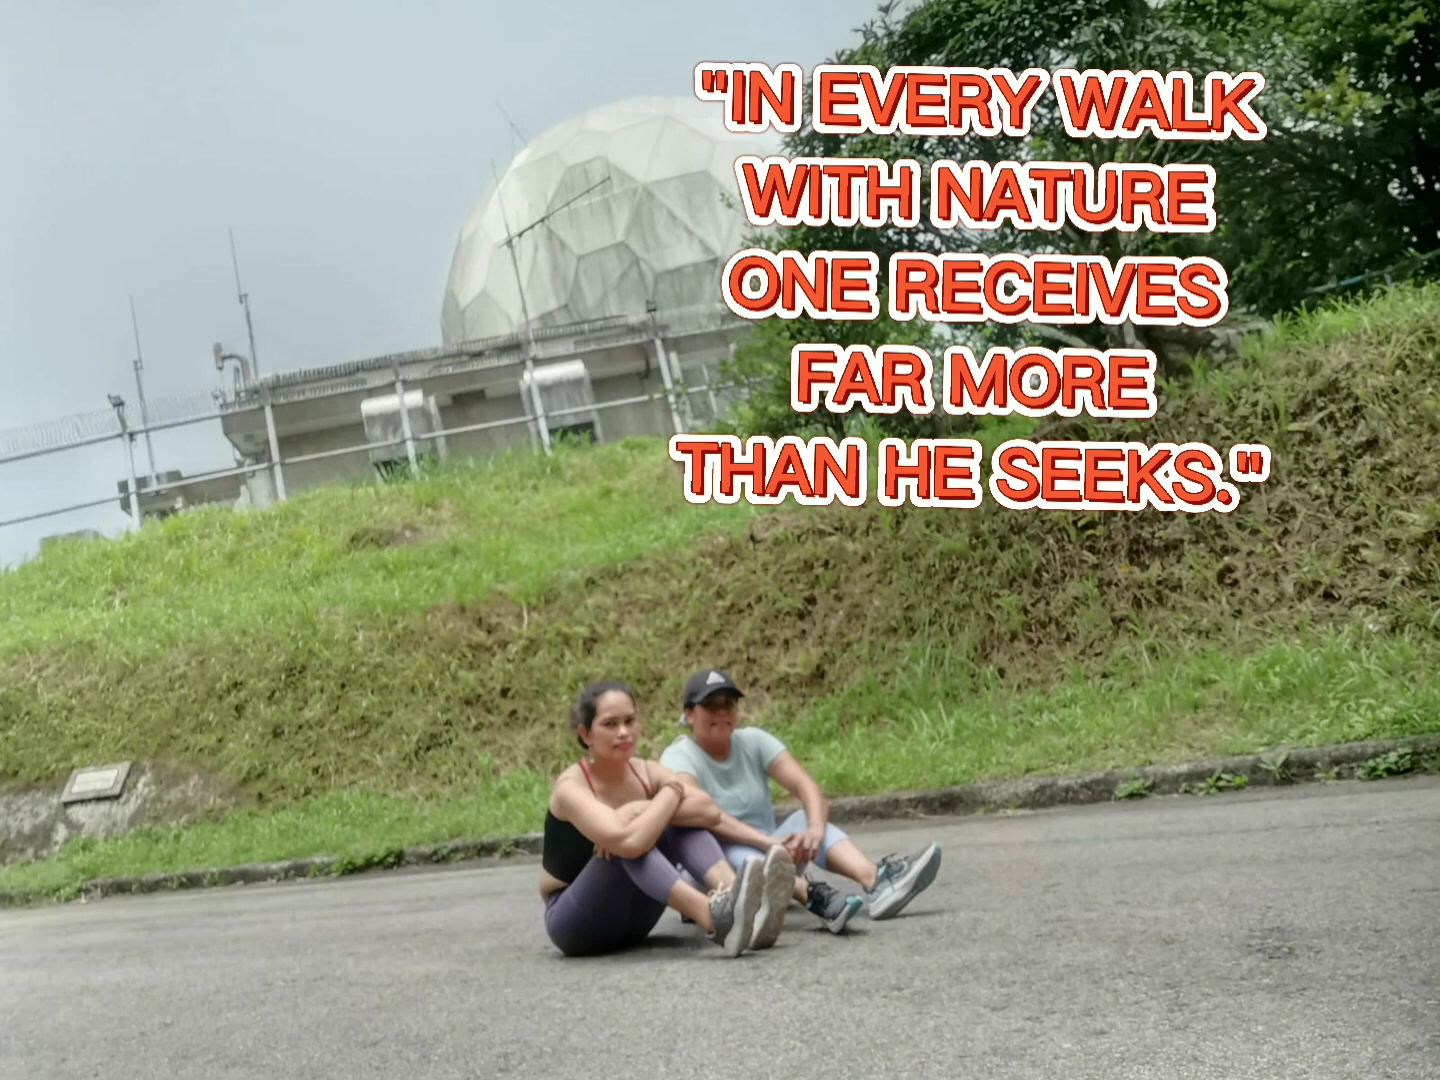 "IN EVERY WALK
WITH NATURE
ONE RECEIVES
FAR MORE
THAN HE SEEKS."